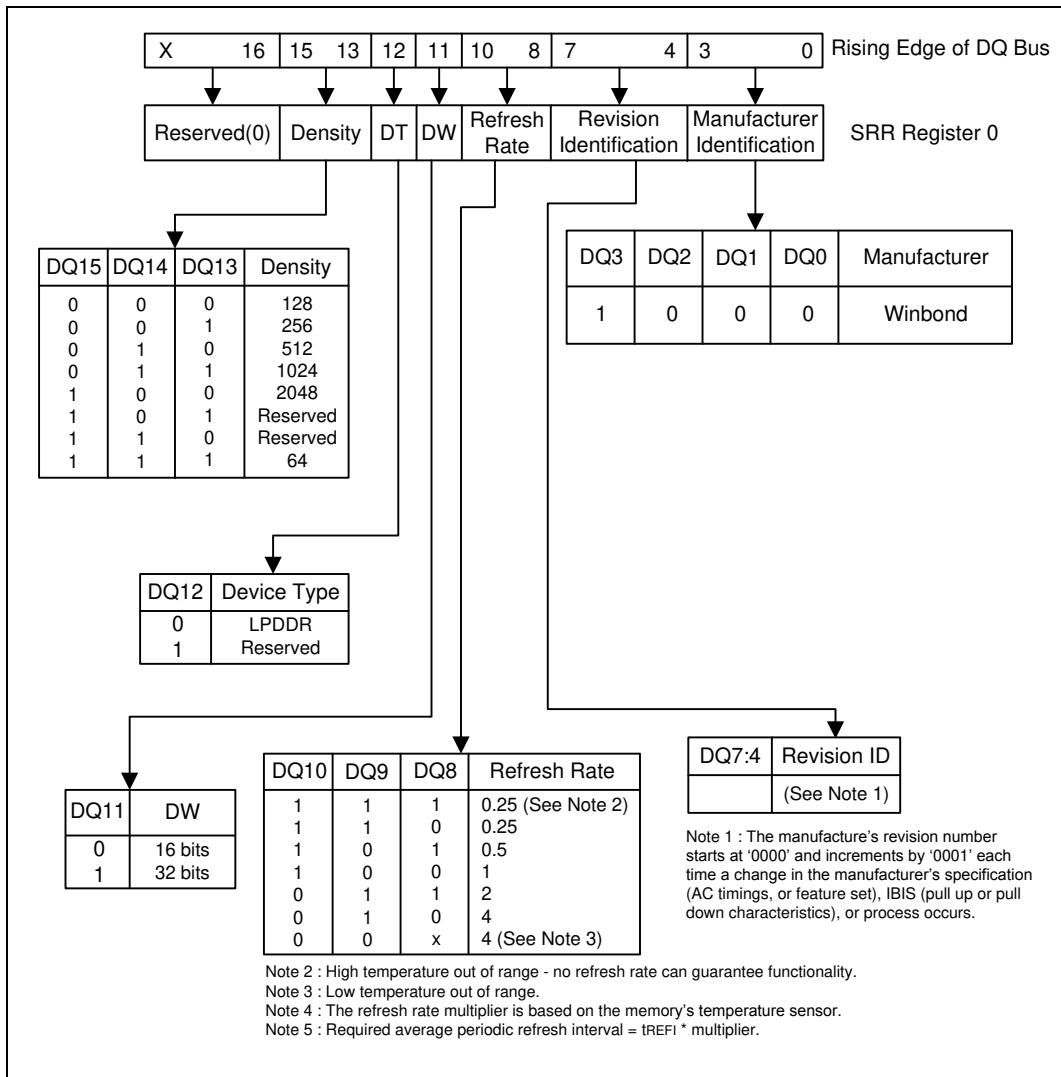 X 16 15 13 12 11 10 8 7 4 3 0 Rising Edge of DQ Bus
Reserved(0) Density DT DW Refresh Rate Revision Identification Manufacturer Identification SRR Register 0
DQ15 DQ14 DQ13 Density
0 0 0 128
0 0 1 256
0 1 0 512
0 1 1 1024
1 0 0 2048
1 0 1 Reserved
1 1 0 Reserved
1 1 1 64
DQ3 DQ2 DQ1 DQ0 Manufacturer
1 0 0 0 Winbond
DQ12 Device Type
0 LPDDR
1 Reserved
DQ11 DW
0 16 bits
1 32 bits
DQ10 DQ9 DQ8 Refresh Rate
1 1 1 0.25 (See Note 2)
1 1 0 0.25
1 0 1 0.5
1 0 0 1
0 1 1 2
0 1 0 4
0 0 x 4 (See Note 3)
DQ7:4 Revision ID
(See Note 1)
Note 1 : The manufacture's revision number
starts at '0000' and increments by '0001' each
time a change in the manufacturer's specification
(AC timings, or feature set), IBIS (pull up or pull
down characteristics), or process occurs.
Note 2 : High temperature out of range - no refresh rate can guarantee functionality.
Note 3 : Low temperature out of range.
Note 4 : The refresh rate multiplier is based on the memory's temperature sensor.
Note 5 : Required average periodic refresh interval = tREFI * multiplier.